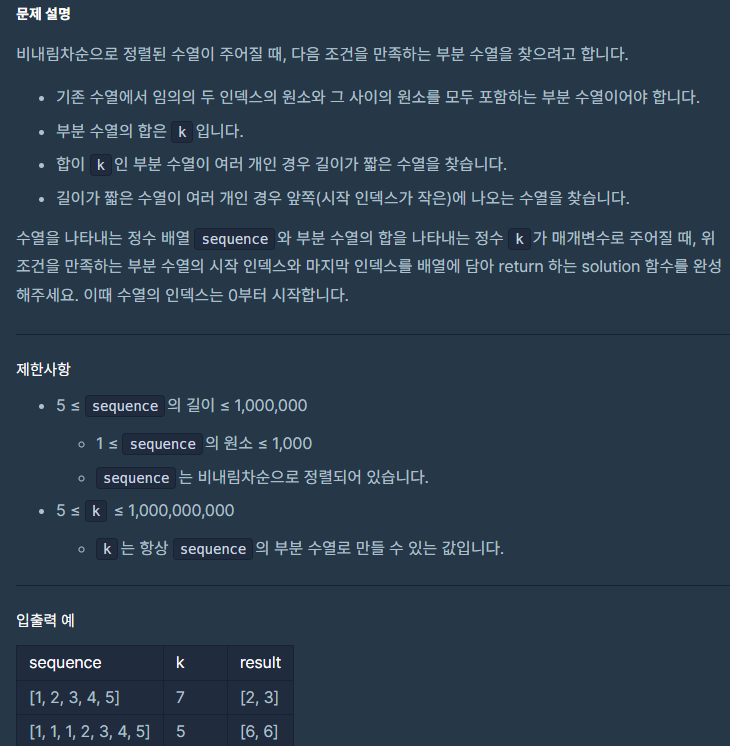 문제 설명
비내림차순으로 정렬된 수열이 주어질 때, 다음 조건을 만족하는 부분 수열을 찾으려고 합니다.
• 기존 수열에서 임의의 두 인덱스의 원소와 그 사이의 원소를 모두 포함하는 부분 수열이어야 합니다.
• 부분 수열의 합은 k 입니다.
• 합이 k 인 부분 수열이 여러 개인 경우 길이가 짧은 수열을 찾습니다.
• 길이가 짧은 수열이 여러 개인 경우 앞쪽(시작 인덱스가 작은)에 나오는 수열을 찾습니다.
수열을 나타내는 정수 배열 sequence 와 부분 수열의 합을 나타내는 정수 k 가 매개변수로 주어질 때, 위
조건을 만족하는 부분 수열의 시작 인덱스와 마지막 인덱스를 배열에 담아 return 하는 solution 함수를 완성
해주세요. 이때 수열의 인덱스는 0부터 시작합니다.
제한사항
• 5 ≤ sequence 의 길이 ≤ 1,000,000
◦ 1 ≤ sequence 의 원소 ≤ 1,000
◦ sequence 는 비내림차순으로 정렬되어 있습니다.
• 5 ≤ k ≤ 1,000,000,000
◦ k 는 항상 sequence 의 부분 수열로 만들 수 있는 값입니다.
입출력 예
sequence k result
[1, 2, 3, 4, 5] 7 [2, 3]
[1, 1, 1, 2, 3, 4, 5] 5 [6, 6]